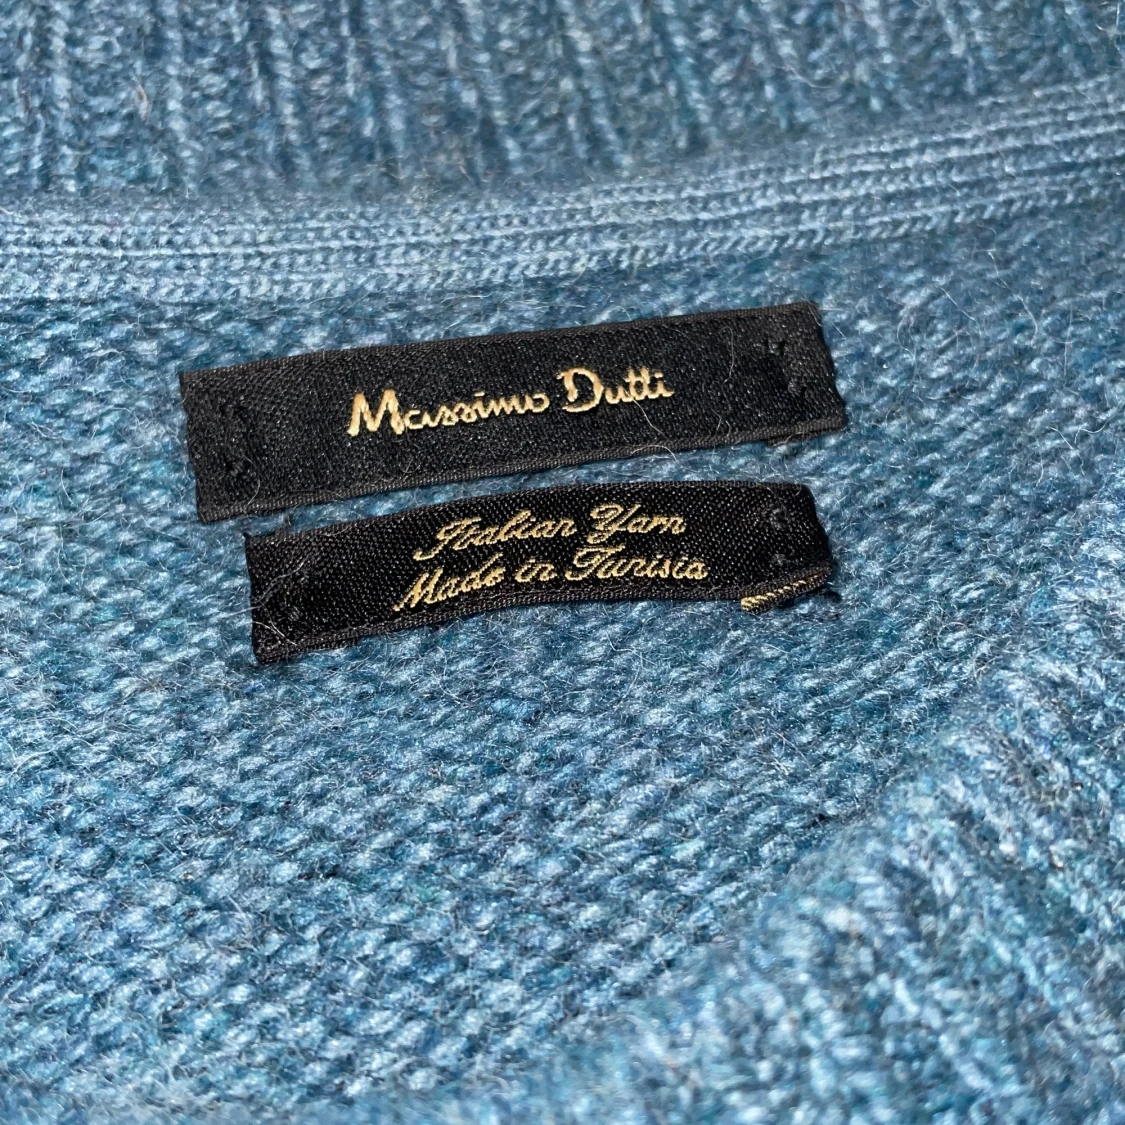 Massimo Dutti
Italian Yarn
Made in Tunisia